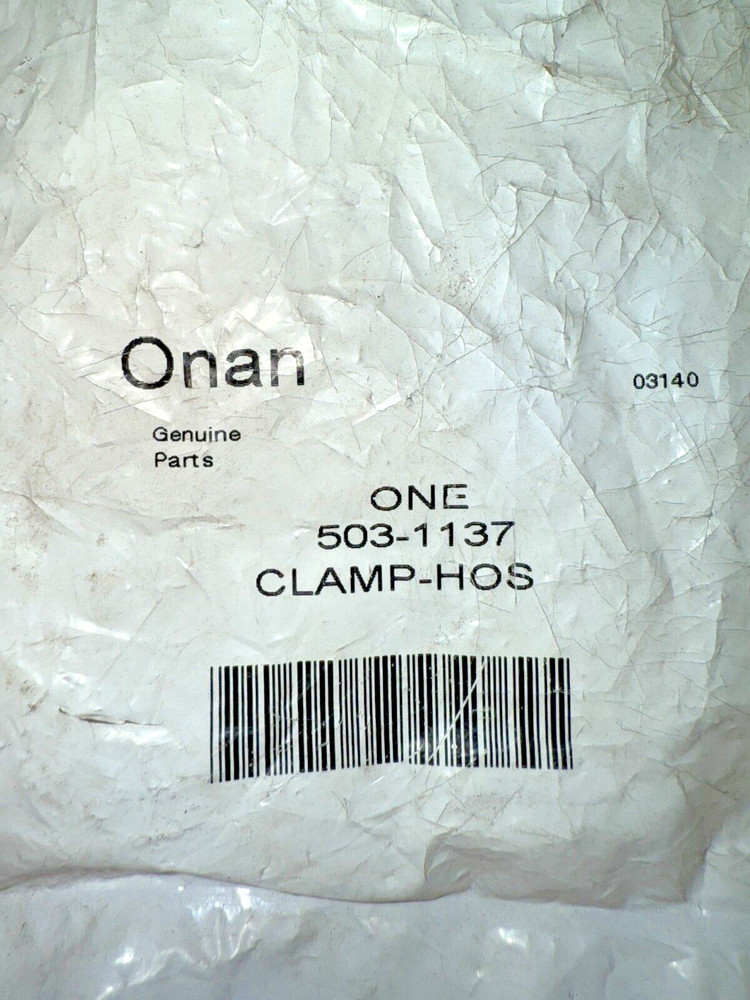 Onan
03140
Genuine
Parts
ONE
503-1137
CLAMP-HOS